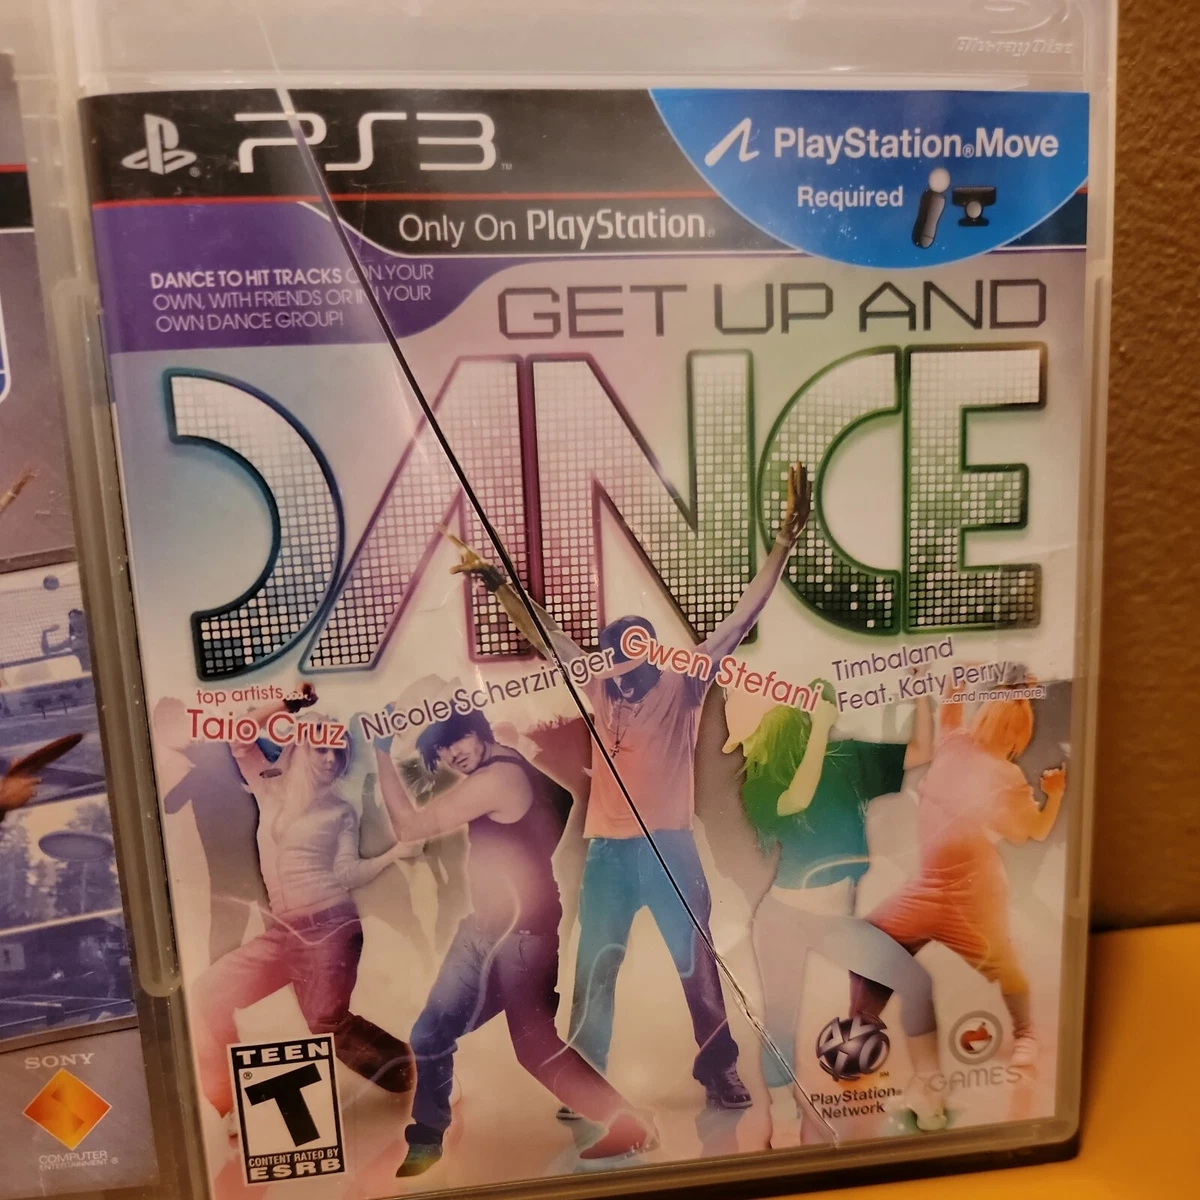 Blu-ray Disc
PS3™
PlayStation®Move
Required
Only On PlayStation®
DANCE TO HIT TRACKS ON YOUR
OWN, WITH FRIENDS OR IN YOUR
OWN DANCE GROUP!
GET UP AND
DANCE
top artists...
Taio Cruz
Nicole Scherzinger
Gwen Stefani
Timbaland
Feat. Katy Perry
...and many more!
TEEN
®
T
CONTENT RATED BY
ESRB
PlayStation®
Network
GAMES
SONY
COMPUTER
ENTERTAINMENT ®